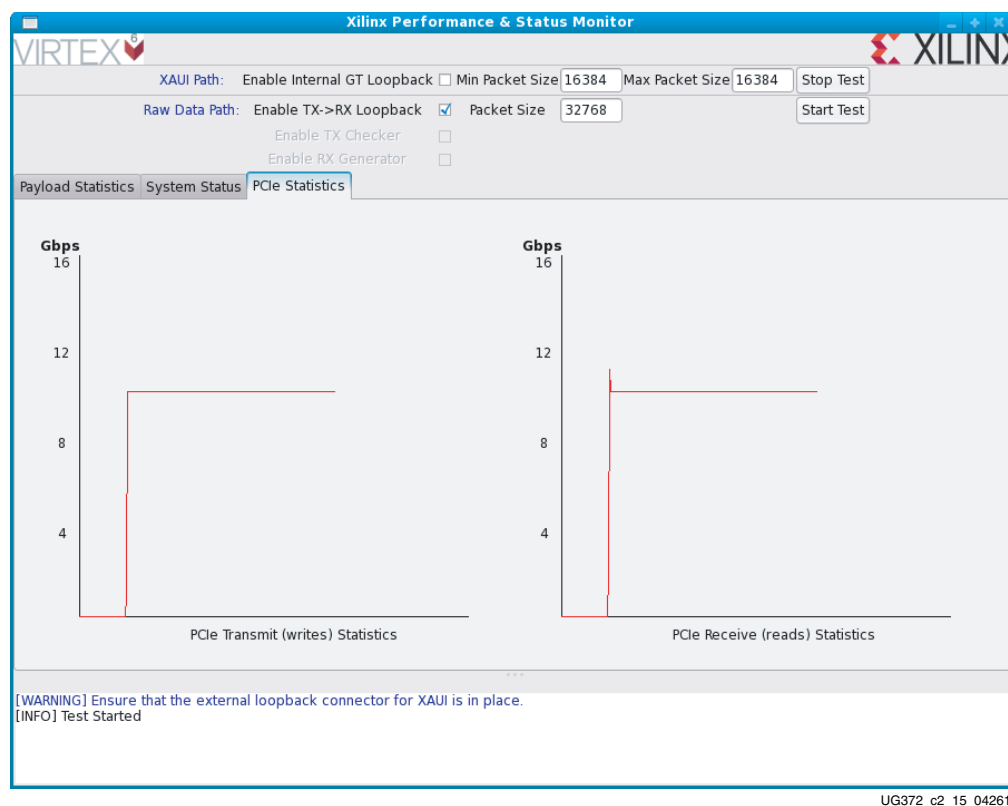 Xilinx Performance & Status Monitor
VIRTEX 6
XILINX
XAUI Path: Enable Internal GT Loopback Min Packet Size 16384 Max Packet Size 16384 Stop Test
Raw Data Path: Enable TX->RX Loopback Packet Size 32768 Start Test
Enable TX Checker
Enable RX Generator
Payload Statistics System Status PCIe Statistics
Gbps Gbps
16 16
12 12
8 8
4 4
PCIe Transmit (writes) Statistics PCIe Receive (reads) Statistics
[WARNING] Ensure that the external loopback connector for XAUI is in place.
[INFO] Test Started
UG372_c2_15_04261